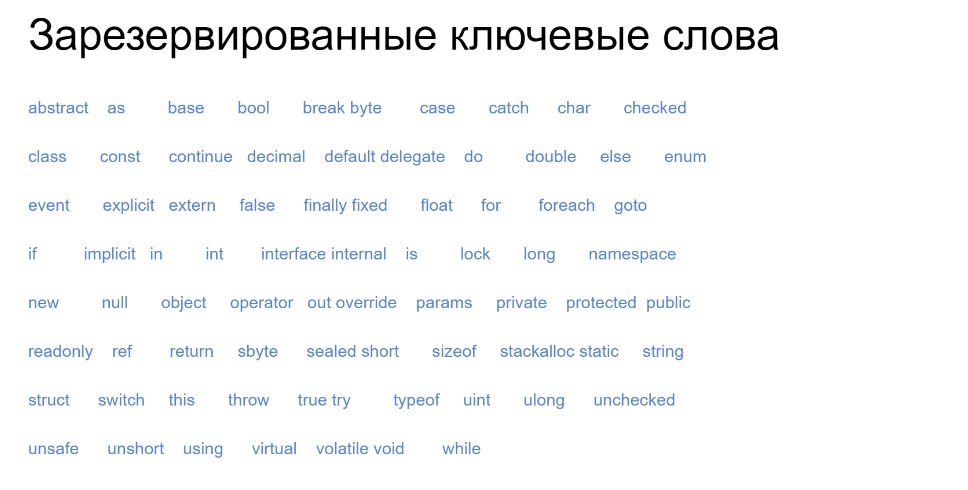 Зарезервированные ключевые слова
abstract as base bool break byte case catch char checked
class const continue decimal default delegate do double else enum
event explicit extern false finally fixed float for foreach goto
if implicit in int interface internal is lock long namespace
new null object operator out override params private protected public
readonly ref return sbyte sealed short sizeof stackalloc static string
struct switch this throw true try typeof uint ulong unchecked
unsafe unshort using virtual volatile void while